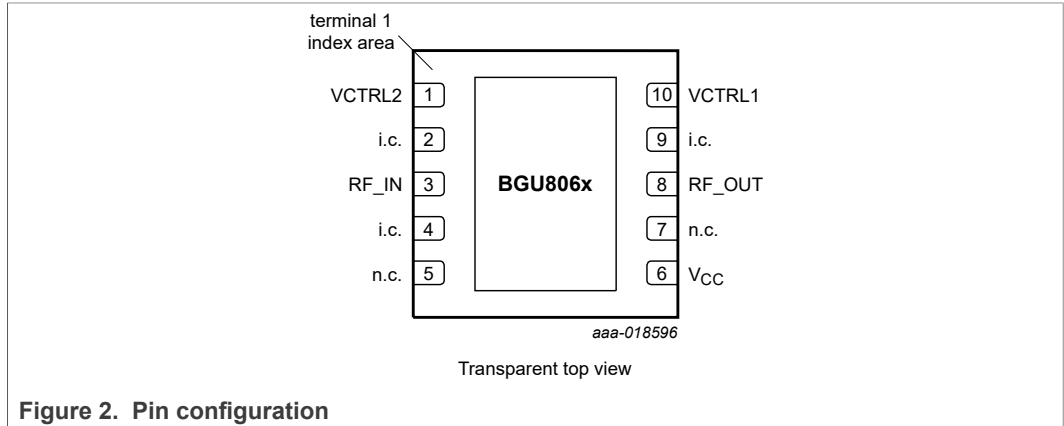 terminal 1
index area
VCTRL2 1 10 VCTRL1
i.c. 2 9 i.c.
RF_IN 3 BGU806x 8 RF_OUT
i.c. 4 7 n.c.
n.c. 5 6 VCC
aaa-018596
Transparent top view
Figure 2. Pin configuration